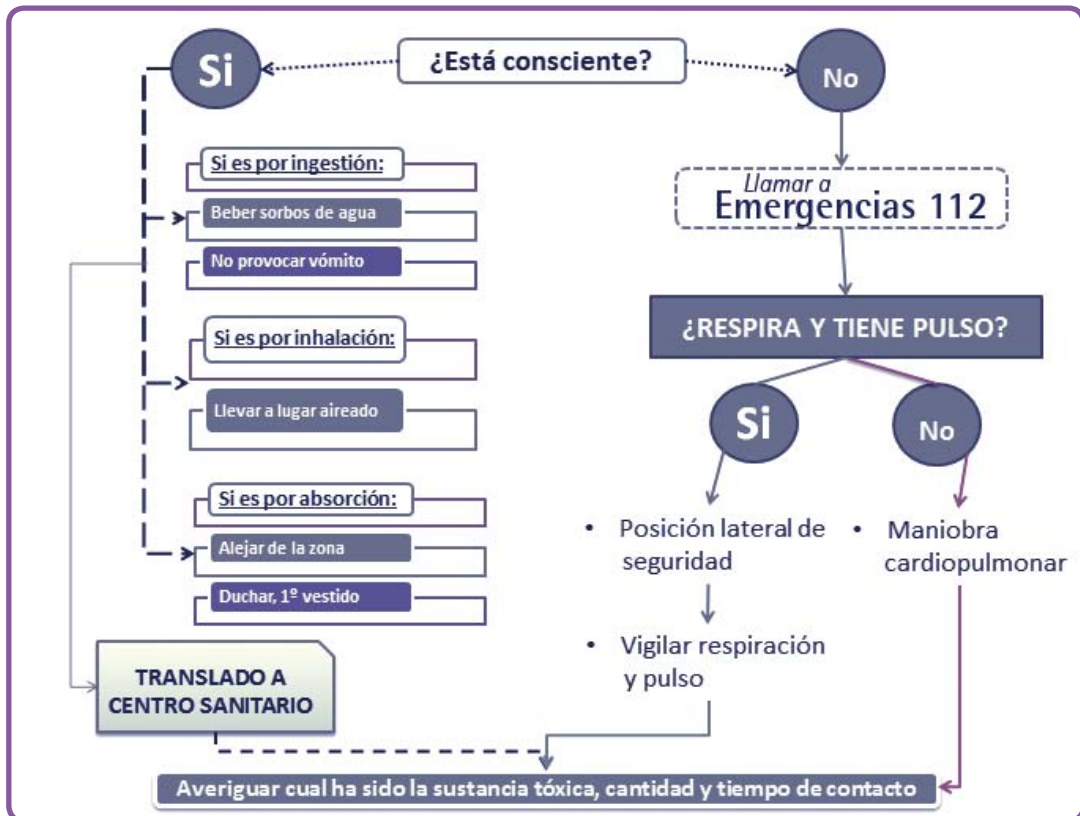 ¿Está consciente?
Si
No
Si es por ingestión:
Beber sorbos de agua
No provocar vómito
Si es por inhalación:
Llevar a lugar aireado
Si es por absorción:
Alejar de la zona
Duchar, 1º vestido
TRANSLADO A
CENTRO SANITARIO
Llamar a
Emergencias 112
¿RESPIRA Y TIENE PULSO?
Si
No
• Posición lateral de
seguridad
• Vigilar respiración
y pulso
• Maniobra
cardiopulmonar
Averiguar cual ha sido la sustancia tóxica, cantidad y tiempo de contacto